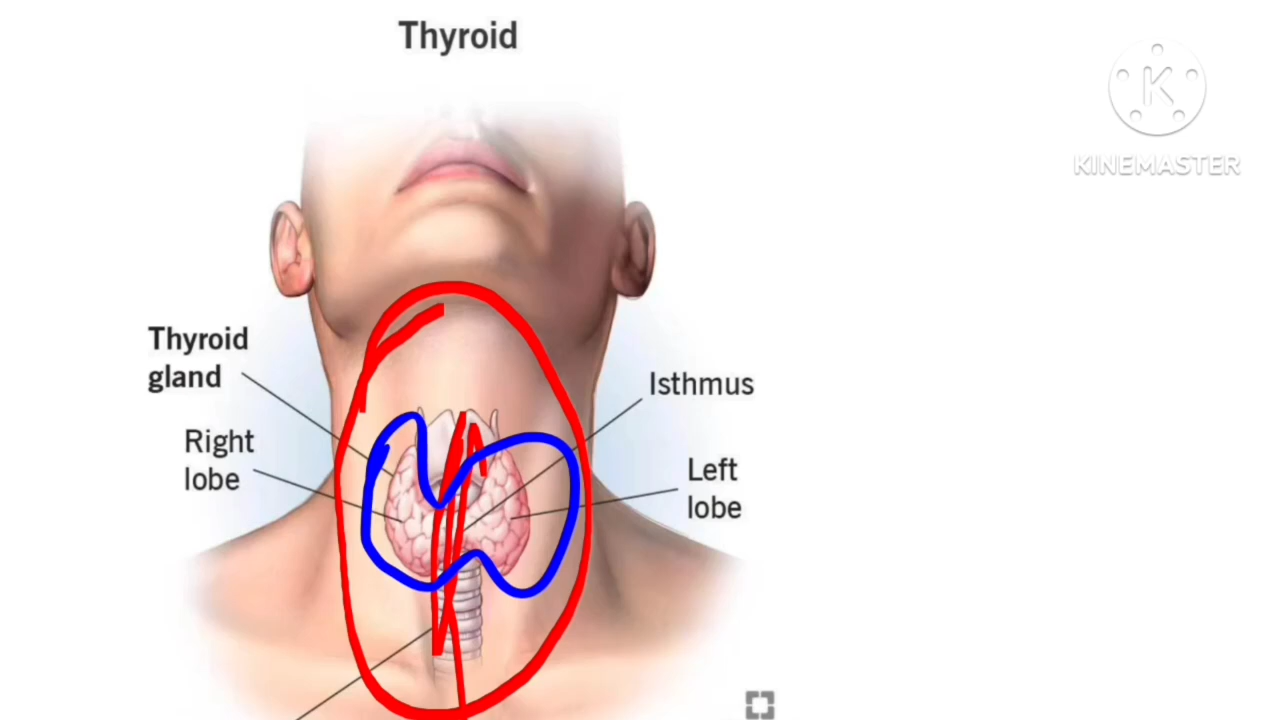 Thyroid
KINEMASTER
Thyroid
gland
Isthmus
Right
lobe
Left
lobe